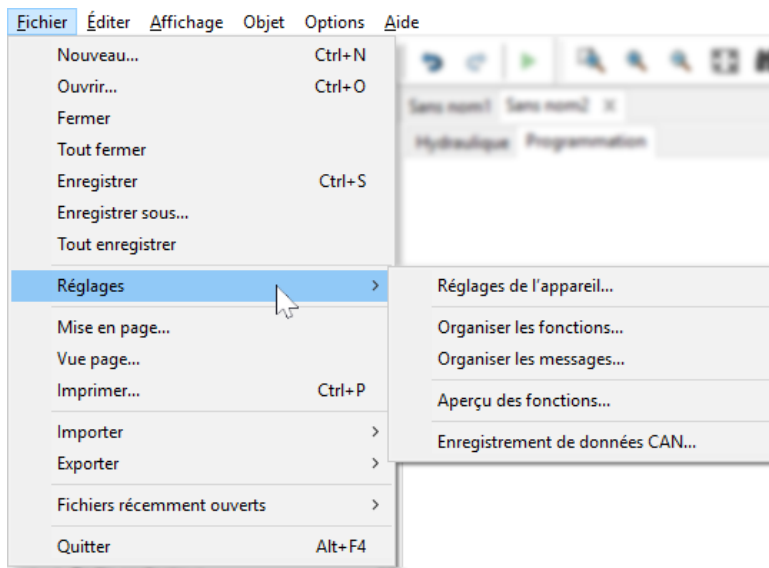 Fichier Éditer Affichage Objet Options Aide
Nouveau... Ctrl+N
Ouvrir... Ctrl+O
Fermer
Tout fermer
Enregistrer Ctrl+S
Enregistrer sous...
Tout enregistrer
Réglages
Mise en page...
Vue page...
Imprimer... Ctrl+P
Importer
Exporter
Fichiers récemment ouverts
Quitter Alt+F4
Sans nom1 Sans nom2
Hydraulique Programmation
Réglages de l'appareil...
Organiser les fonctions...
Organiser les messages...
Aperçu des fonctions...
Enregistrement de données CAN...